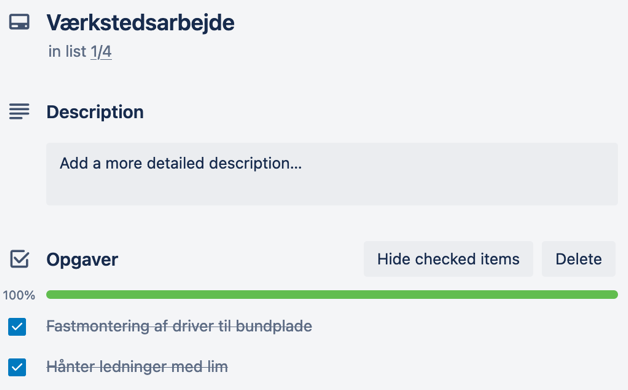 Værkstedsarbejde
in list 1/4
Description
Add a more detailed description...
Opgaver Hide checked items Delete
100%
Fastmontering af driver til bundplade
Hånter ledninger med lim